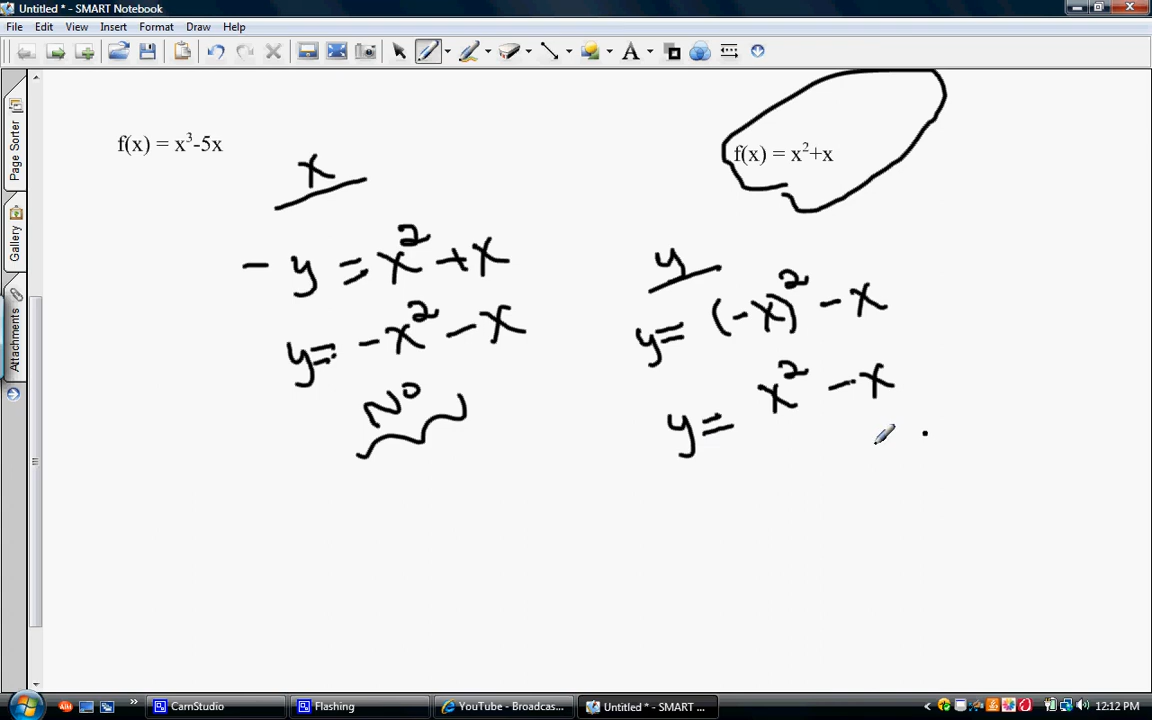 Untitled * - SMART Notebook
File Edit View Insert Format Draw Help
Page Sorter
Gallery
Attachments
f(x) = x³-5x
f(x) = x²+x
x
- y = x² + x
y = - x² - x
No
y
y = (-x)² - x
y = x² - x
CamStudio
Flashing
YouTube - Broadcas...
Untitled * - SMART ...
12:12 PM